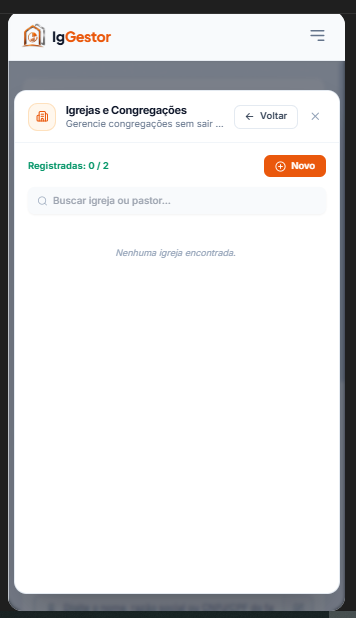 IgGestor
Igrejas e Congregações
Gerencie congregações sem sair ...
Voltar
Registradas: 0 / 2
Novo
Buscar igreja ou pastor...
Nenhuma igreja encontrada.